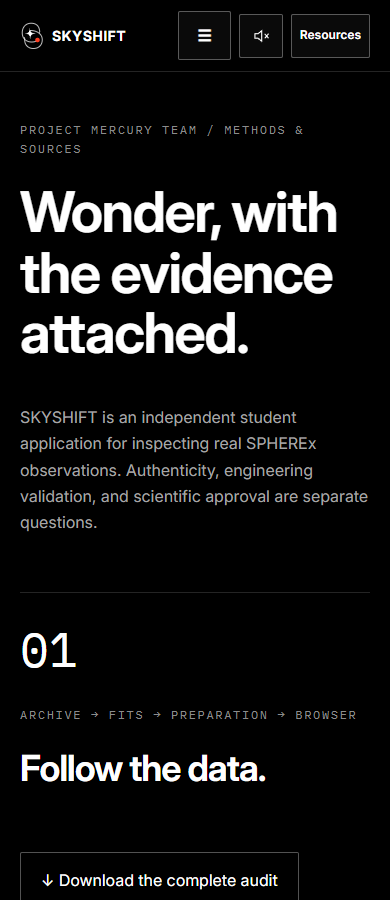 SKYSHIFT
Resources
PROJECT MERCURY TEAM / METHODS &
SOURCES
Wonder, with
the evidence
attached.
SKYSHIFT is an independent student
application for inspecting real SPHEREx
observations. Authenticity, engineering
validation, and scientific approval are separate
questions.
01
ARCHIVE → FITS → PREPARATION → BROWSER
Follow the data.
↓ Download the complete audit